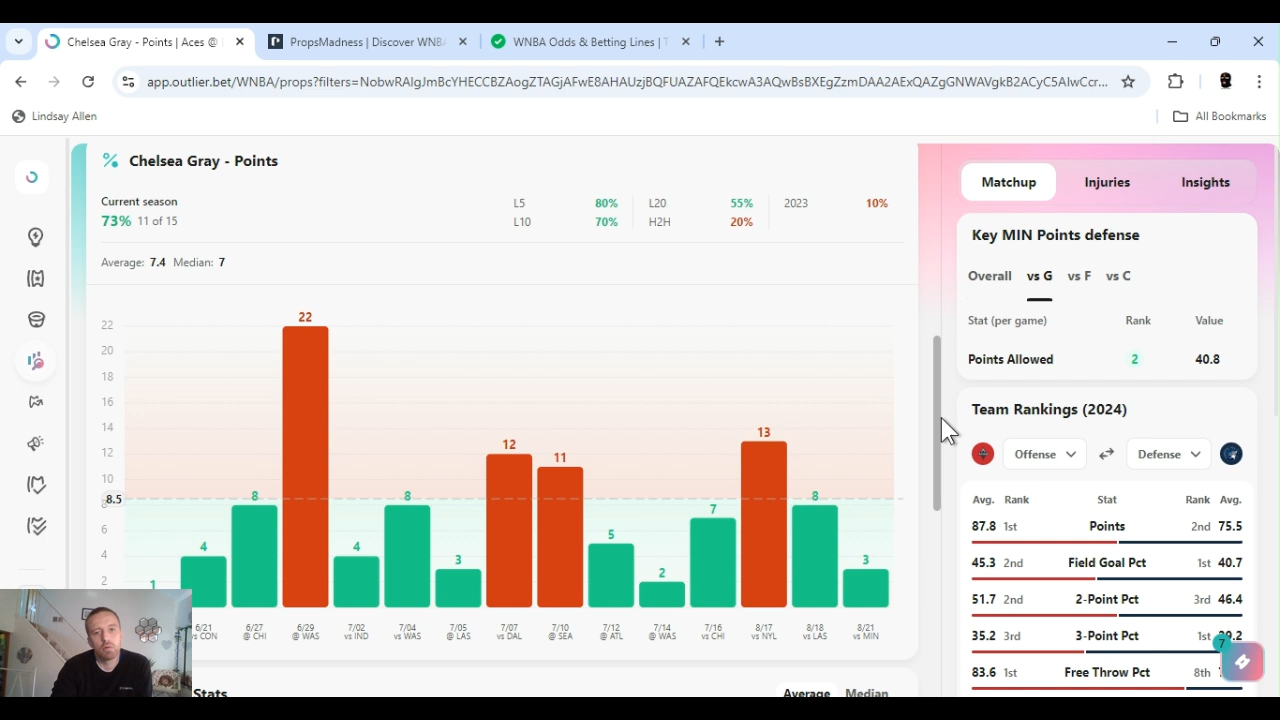 Chelsea Gray - Points | Aces @
PropsMadness | Discover WNBA
WNBA Odds & Betting Lines | T
app.outlier.bet/WNBA/props?filters=NobwRAlgJmBcYHECCBZAogZTAGjAFwE8AHAUzjBQFUAZAFQEkcwA3AQwBsBXEgZzmDAA2AExQAZgGNWAVgkB2ACyC5AIwCcr...
Lindsay Allen
All Bookmarks
Chelsea Gray - Points
Current season
73% 11 of 15
L5 80% L20 55% 2023 10%
L10 70% H2H 20%
Average: 7.4 Median: 7
22
20
18
16
14
12
10
8.5
8
6
4
2
1 4 8 22 4 8 3 12 11 5 2 7 13 8 3
6/21 6/27 6/29 7/02 7/04 7/05 7/07 7/10 7/12 7/14 7/16 8/17 8/18 8/21
vs CON @ CHI @ WAS vs IND vs WAS @ LAS vs DAL @ SEA @ ATL @ WAS vs CHI vs NYL vs LAS vs MIN
Stats
Average Median
Matchup Injuries Insights
Key MIN Points defense
Overall vs G vs F vs C
Stat (per game) Rank Value
Points Allowed 2 40.8
Team Rankings (2024)
Offense Defense
Avg. Rank Stat Rank Avg.
87.8 1st Points 2nd 75.5
45.3 2nd Field Goal Pct 1st 40.7
51.7 2nd 2-Point Pct 3rd 46.4
35.2 3rd 3-Point Pct 1st
7
83.6 1st Free Throw Pct 8th